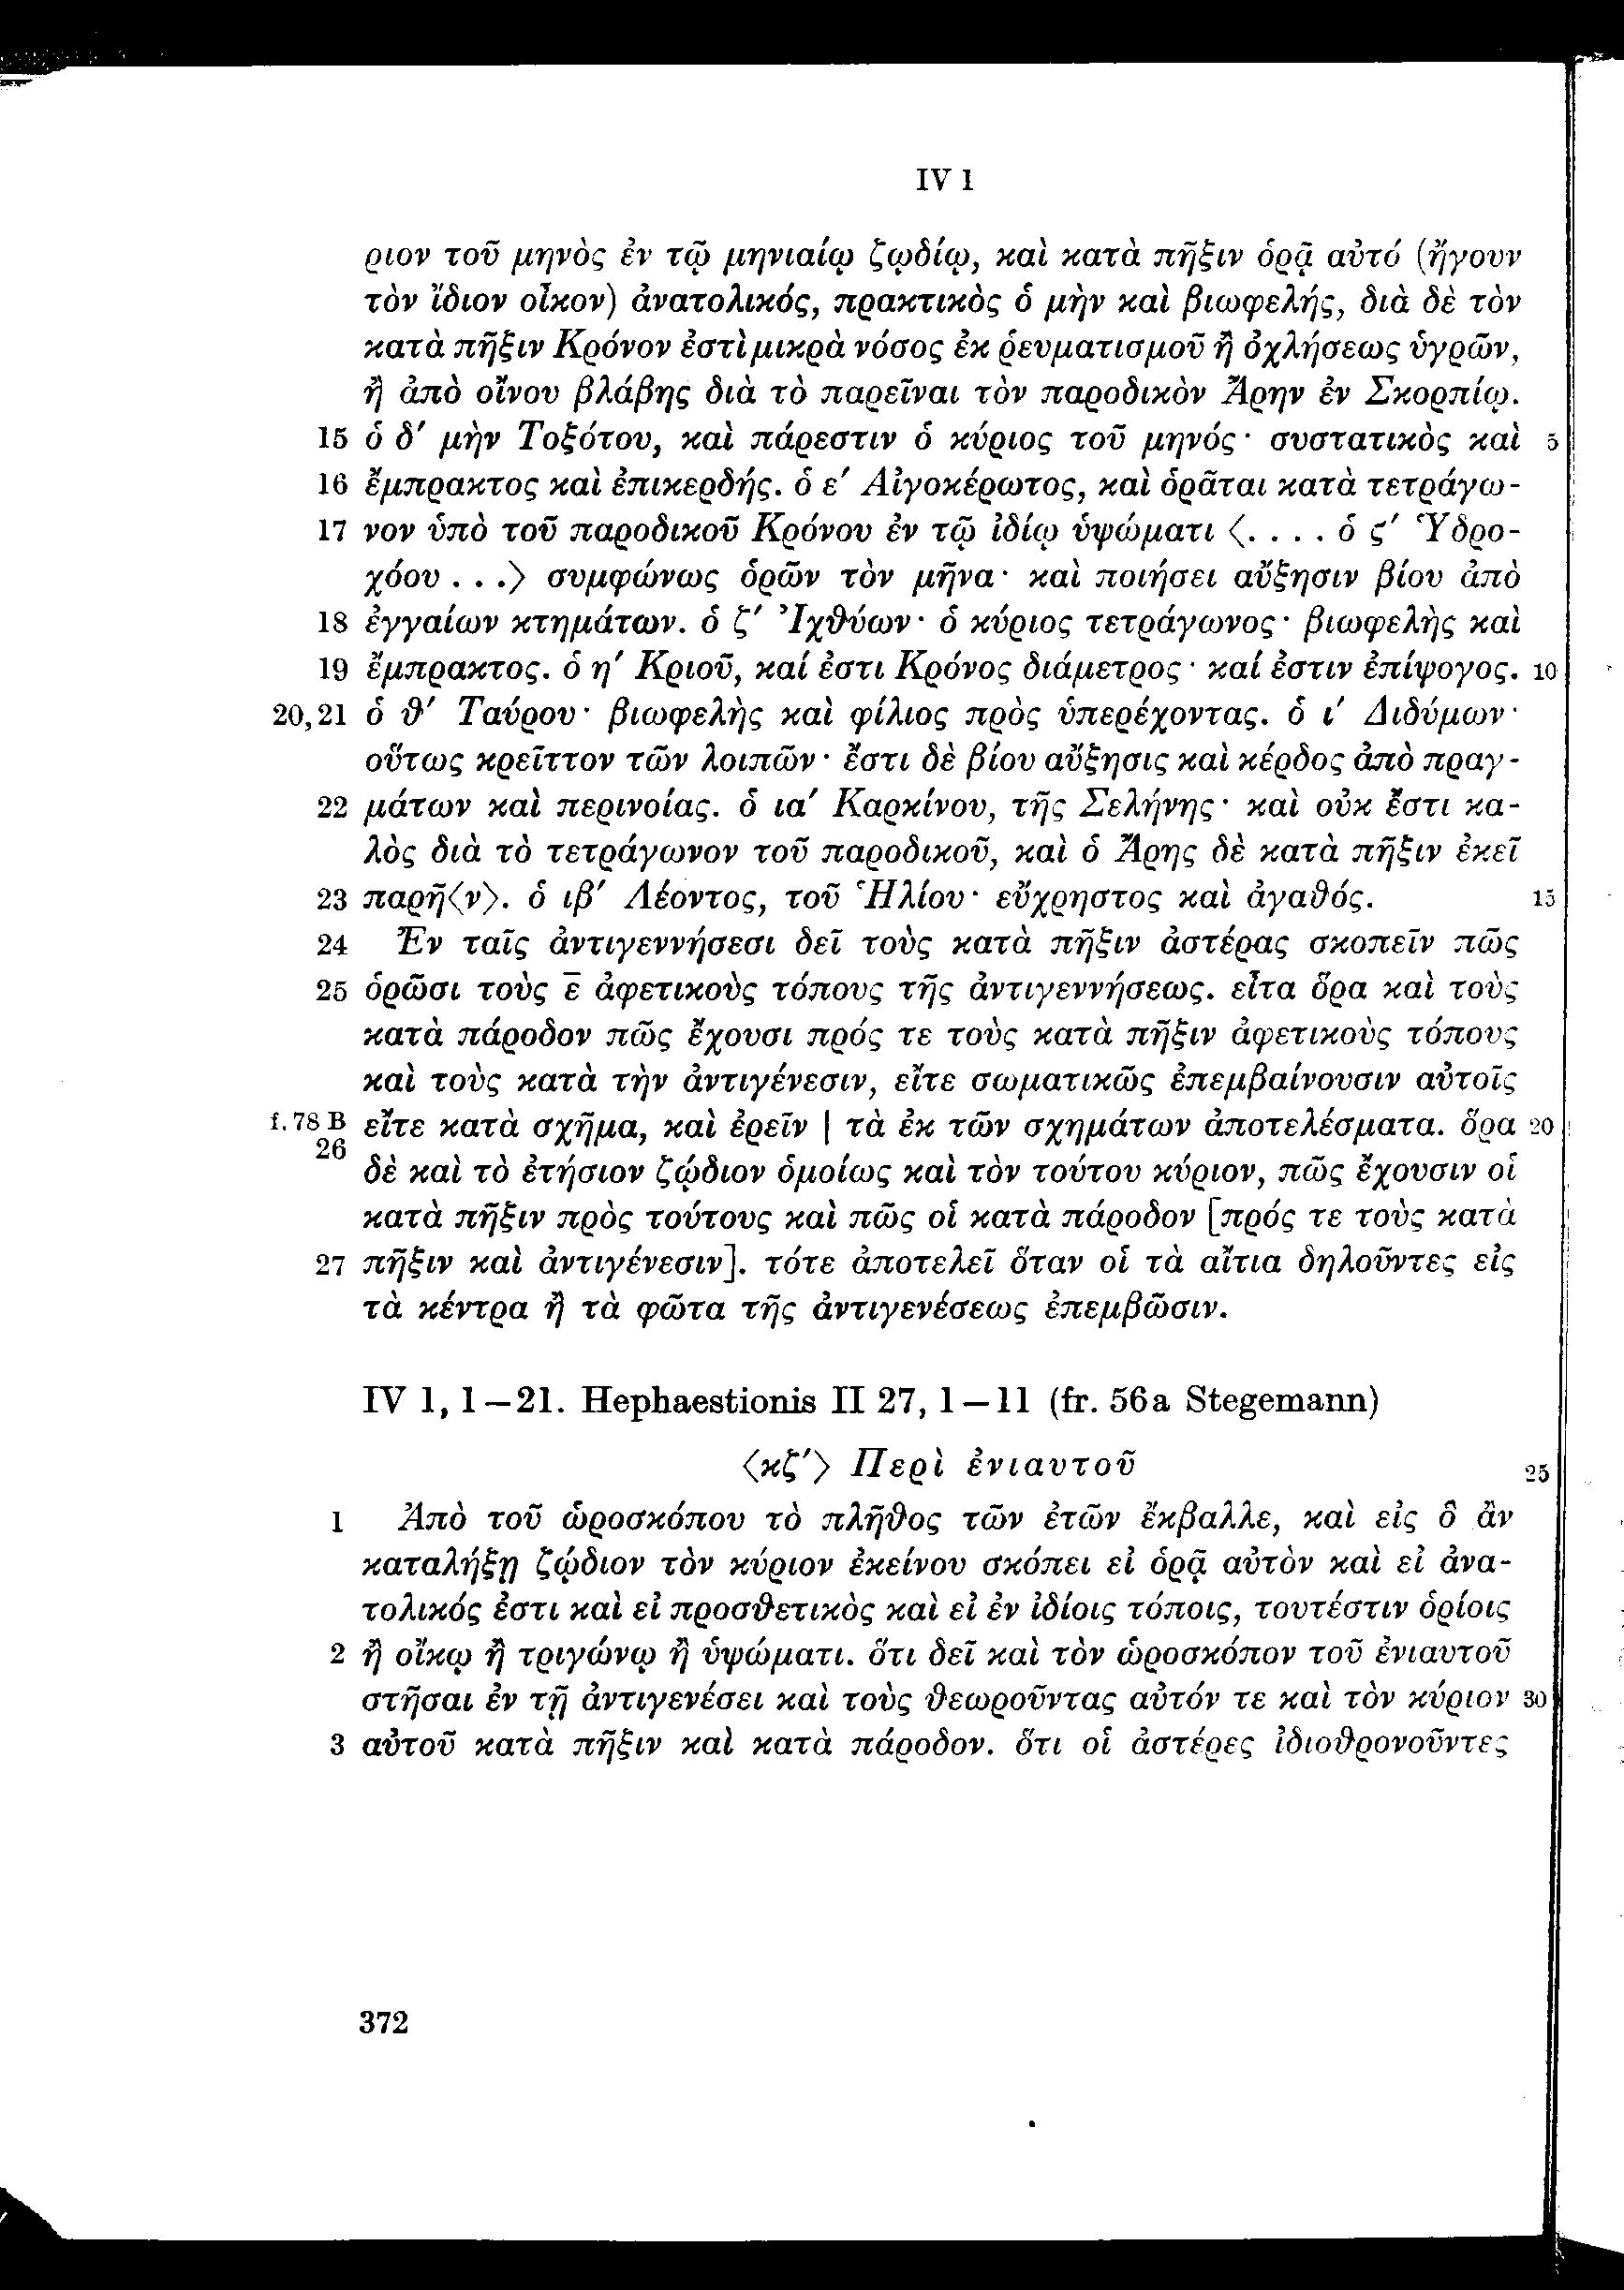 IV 1
ριον τοῦ μηνὸς ἐν τῷ μηνιαίῳ ζῳδίῳ, καὶ κατὰ πῆξιν ὁρᾷ αὐτό (ἤγουν
τὸν ἴδιον οἶκον) ἀνατολικός, πρακτικὸς ὁ μὴν καὶ βιωφελής, διὰ δὲ τὸν
κατὰ πῆξιν Κρόνον ἐστὶ μικρὰ νόσος ἐκ ῥευματισμοῦ ἢ ὀχλήσεως ὑγρῶν,
ἢ ἀπὸ οἴνου βλάβης διὰ τὸ παρεῖναι τὸν παροδικὸν Ἄρην ἐν Σκορπίῳ.
15 ὁ δ′ μὴν Τοξότου, καὶ πάρεστιν ὁ κύριος τοῦ μηνός· συστατικὸς καὶ 5
16 ἔμπρακτος καὶ ἐπικερδής. ὁ ε′ Αἰγοκέρωτος, καὶ ὁρᾶται κατὰ τετράγω-
17 νον ὑπὸ τοῦ παροδικοῦ Κρόνου ἐν τῷ ἰδίῳ ὑψώματι ⟨. . . . ὁ ς′ Ὑδρο-
χόου . . .⟩ συμφώνως ὁρῶν τὸν μῆνα· καὶ ποιήσει αὔξησιν βίου ἀπὸ
18 ἐγγαίων κτημάτων. ὁ ζ′ Ἰχθύων· ὁ κύριος τετράγωνος· βιωφελὴς καὶ
19 ἔμπρακτος. ὁ η′ Κριοῦ, καί ἐστι Κρόνος διάμετρος· καί ἐστιν ἐπίψογος. 10
20,21 ὁ θ′ Ταύρου· βιωφελὴς καὶ φίλιος πρὸς ὑπερέχοντας. ὁ ι′ Διδύμων·
οὕτως κρεῖττον τῶν λοιπῶν· ἔστι δὲ βίου αὔξησις καὶ κέρδος ἀπὸ πραγ-
22 μάτων καὶ περινοίας. ὁ ια′ Καρκίνου, τῆς Σελήνης· καὶ οὐκ ἔστι κα-
λὸς διὰ τὸ τετράγωνον τοῦ παροδικοῦ, καὶ ὁ Ἄρης δὲ κατὰ πῆξιν ἐκεῖ
23 παρῆ⟨ν⟩. ὁ ιβ′ Λέοντος, τοῦ Ἡλίου· εὔχρηστος καὶ ἀγαθός. 15
24 Ἐν ταῖς ἀντιγεννήσεσι δεῖ τοὺς κατὰ πῆξιν ἀστέρας σκοπεῖν πῶς
25 ὁρῶσι τοὺς ε̄ ἀφετικοὺς τόπους τῆς ἀντιγεννήσεως. εἶτα ὅρα καὶ τοὺς
κατὰ πάροδον πῶς ἔχουσι πρός τε τοὺς κατὰ πῆξιν ἀφετικοὺς τόπους
καὶ τοὺς κατὰ τὴν ἀντιγένεσιν, εἴτε σωματικῶς ἐπεμβαίνουσιν αὐτοῖς
f. 78 B εἴτε κατὰ σχῆμα, καὶ ἐρεῖν | τὰ ἐκ τῶν σχημάτων ἀποτελέσματα. ὅρα 20
26 δὲ καὶ τὸ ἐτήσιον ζῴδιον ὁμοίως καὶ τὸν τούτου κύριον, πῶς ἔχουσιν οἱ
κατὰ πῆξιν πρὸς τούτους καὶ πῶς οἱ κατὰ πάροδον [πρός τε τοὺς κατὰ
27 πῆξιν καὶ ἀντιγένεσιν]. τότε ἀποτελεῖ ὅταν οἱ τὰ αἴτια δηλοῦντες εἰς
τὰ κέντρα ἢ τὰ φῶτα τῆς ἀντιγενέσεως ἐπεμβῶσιν.
IV 1, 1–21. Hephaestionis II 27, 1–11 (fr. 56a Stegemann)
⟨κζ′⟩ Περὶ ἐνιαυτοῦ 25
1 Ἀπὸ τοῦ ὡροσκόπου τὸ πλῆθος τῶν ἐτῶν ἔκβαλλε, καὶ εἰς ὃ ἂν
καταλήξῃ ζῴδιον τὸν κύριον ἐκείνου σκόπει εἰ ὁρᾷ αὐτὸν καὶ εἰ ἀνα-
τολικός ἐστι καὶ εἰ προσθετικὸς καὶ εἰ ἐν ἰδίοις τόποις, τουτέστιν ὁρίοις
2 ἢ οἴκῳ ἢ τριγώνῳ ἢ ὑψώματι. ὅτι δεῖ καὶ τὸν ὡροσκόπον τοῦ ἐνιαυτοῦ
στῆσαι ἐν τῇ ἀντιγενέσει καὶ τοὺς θεωροῦντας αὐτόν τε καὶ τὸν κύριον 30
3 αὐτοῦ κατὰ πῆξιν καὶ κατὰ πάροδον. ὅτι οἱ ἀστέρες ἰδιοθρονοῦντες
372